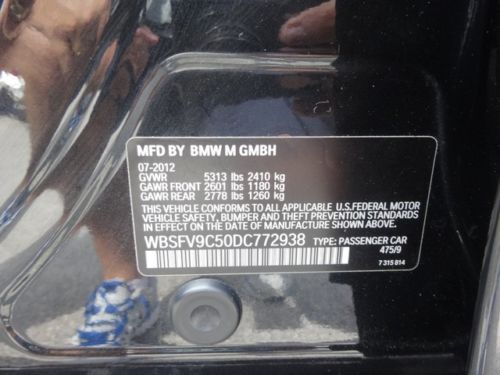 MFD BY BMW M GMBH
07-2012
GVWR 5313 lbs 2410 kg
GAWR FRONT 2601 lbs 1180 kg
GAWR REAR 2778 lbs 1260 kg
THIS VEHICLE CONFORMS TO ALL APPLICABLE U.S.FEDERAL MOTOR
VEHICLE SAFETY, BUMPER AND THEFT PREVENTION STANDARDS
IN EFFECT ON THE DATE OF MANUFACTURE SHOWN ABOVE.
WBSFV9C50DC772938 TYPE: PASSENGER CAR
475/9
7 315 814